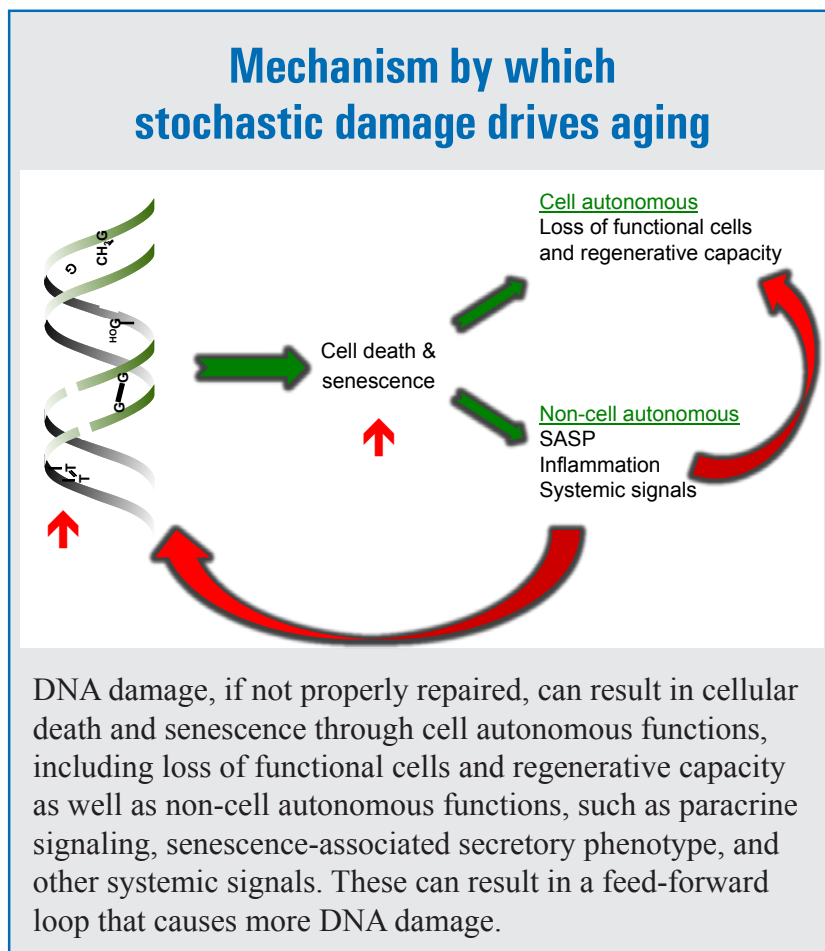 Mechanism by which
stochastic damage drives aging
CH₃G
G
HOG
G G
T
T
Cell death &
senescence
Cell autonomous
Loss of functional cells
and regenerative capacity
Non-cell autonomous
SASP
Inflammation
Systemic signals
DNA damage, if not properly repaired, can result in cellular
death and senescence through cell autonomous functions,
including loss of functional cells and regenerative capacity
as well as non-cell autonomous functions, such as paracrine
signaling, senescence-associated secretory phenotype, and
other systemic signals. These can result in a feed-forward
loop that causes more DNA damage.